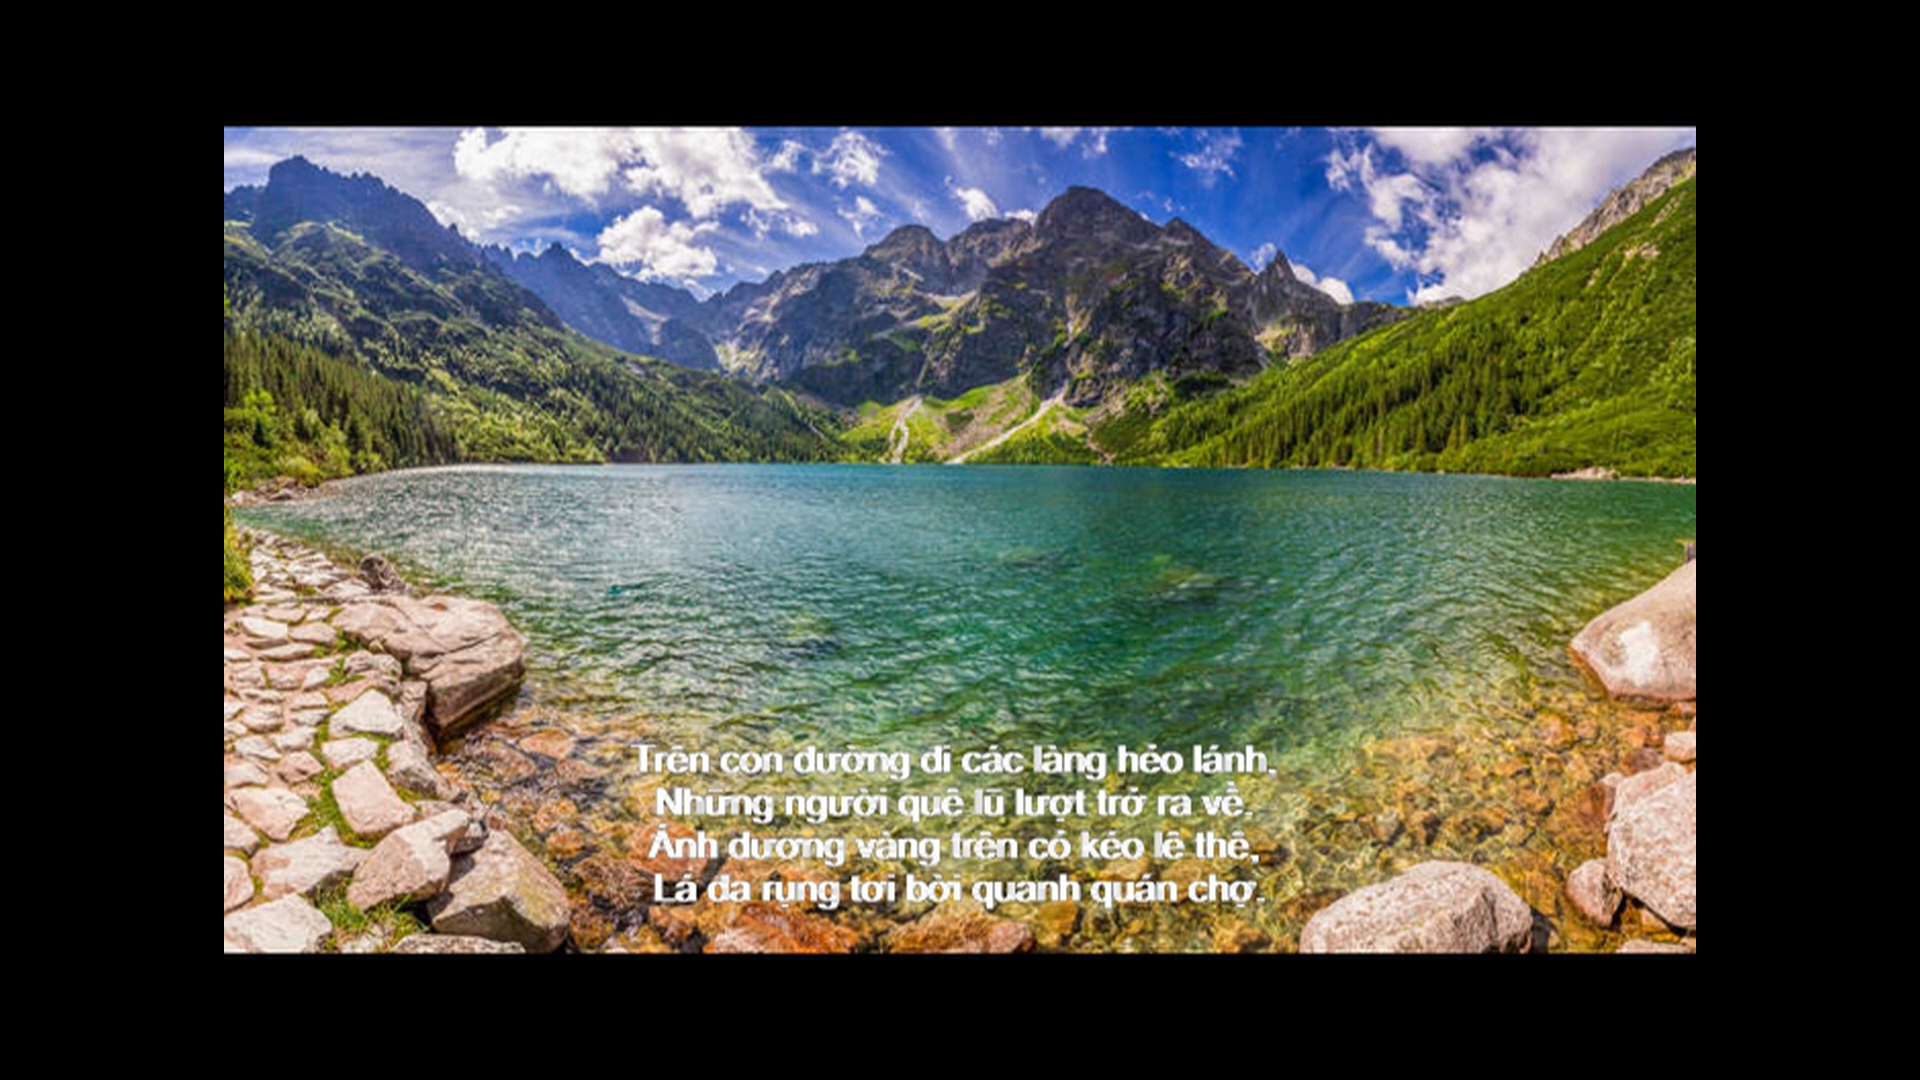 Trên con đường đi các làng hẻo lánh,
Những người quê lũ lượt trở ra về.
Ánh dương vàng trên cỏ kéo lê thê,
Lá đa rụng tơi bời quanh quán chợ.